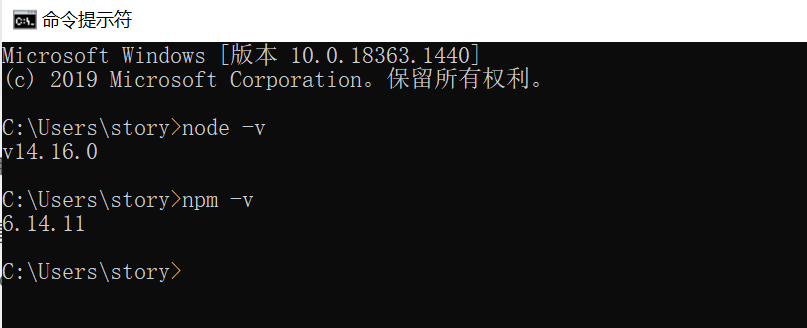 命令提示符
Microsoft Windows [版本 10.0.18363.1440]
(c) 2019 Microsoft Corporation。保留所有权利。
C:\Users\story>node -v
v14.16.0
C:\Users\story>npm -v
6.14.11
C:\Users\story>